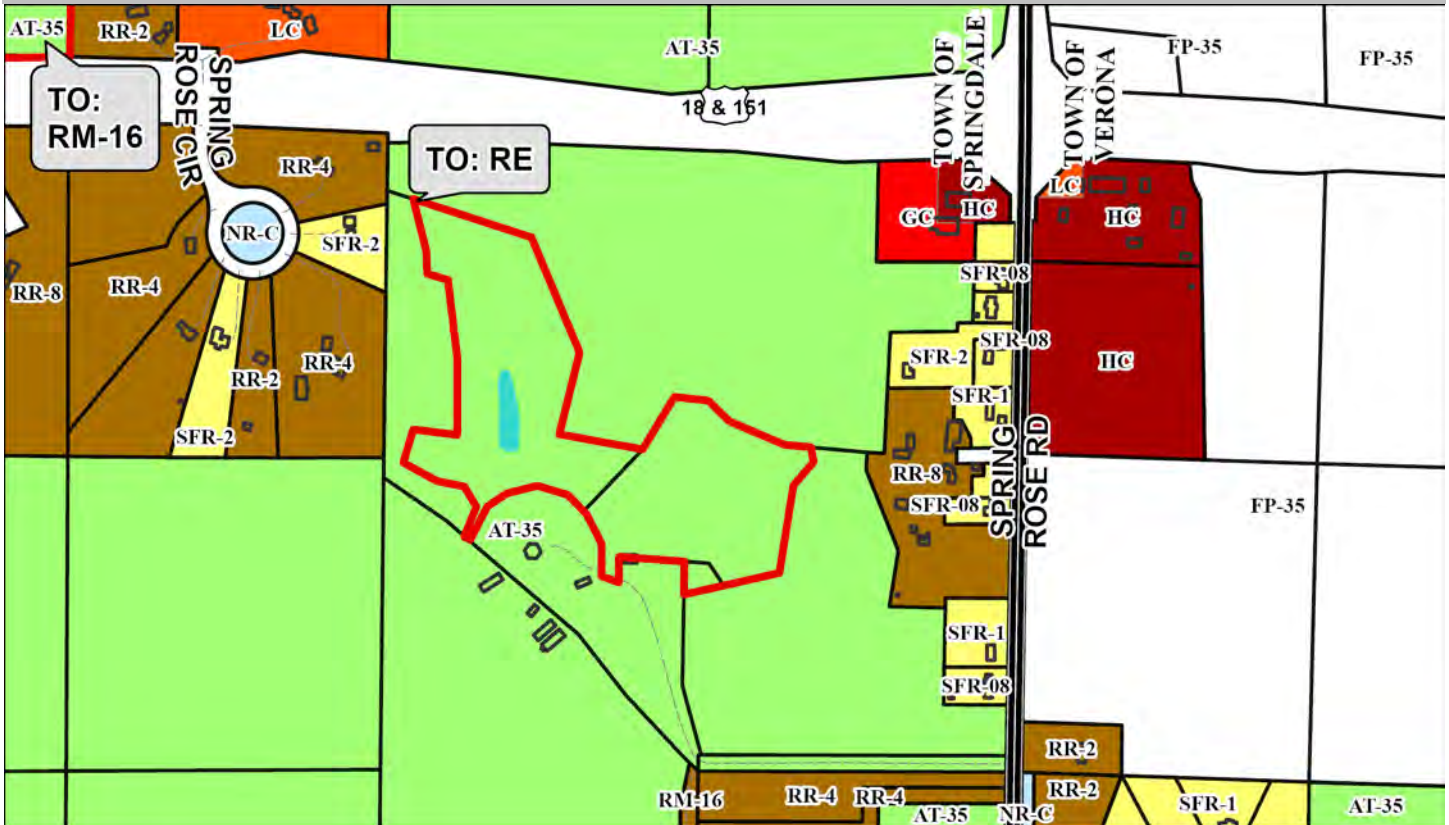 AT-35
RR-2
LC
AT-35
FP-35
FP-35
TO:
RM-16
SPRING
ROSE CIR
18 & 151
TOWN OF
SPRINGDALE
TOWN OF
VERONA
TO: RE
RR-4
LC
GC
HC
HC
NR-C
SFR-2
SFR-08
RR-8
RR-4
SFR-08
SFR-2
HC
RR-4
RR-2
SFR-1
SFR-2
SPRING
ROSE RD
RR-8
SFR-08
FP-35
AT-35
SFR-1
SFR-08
RR-2
RM-16
RR-4
RR-4
AT-35
NR-C
RR-2
SFR-1
AT-35